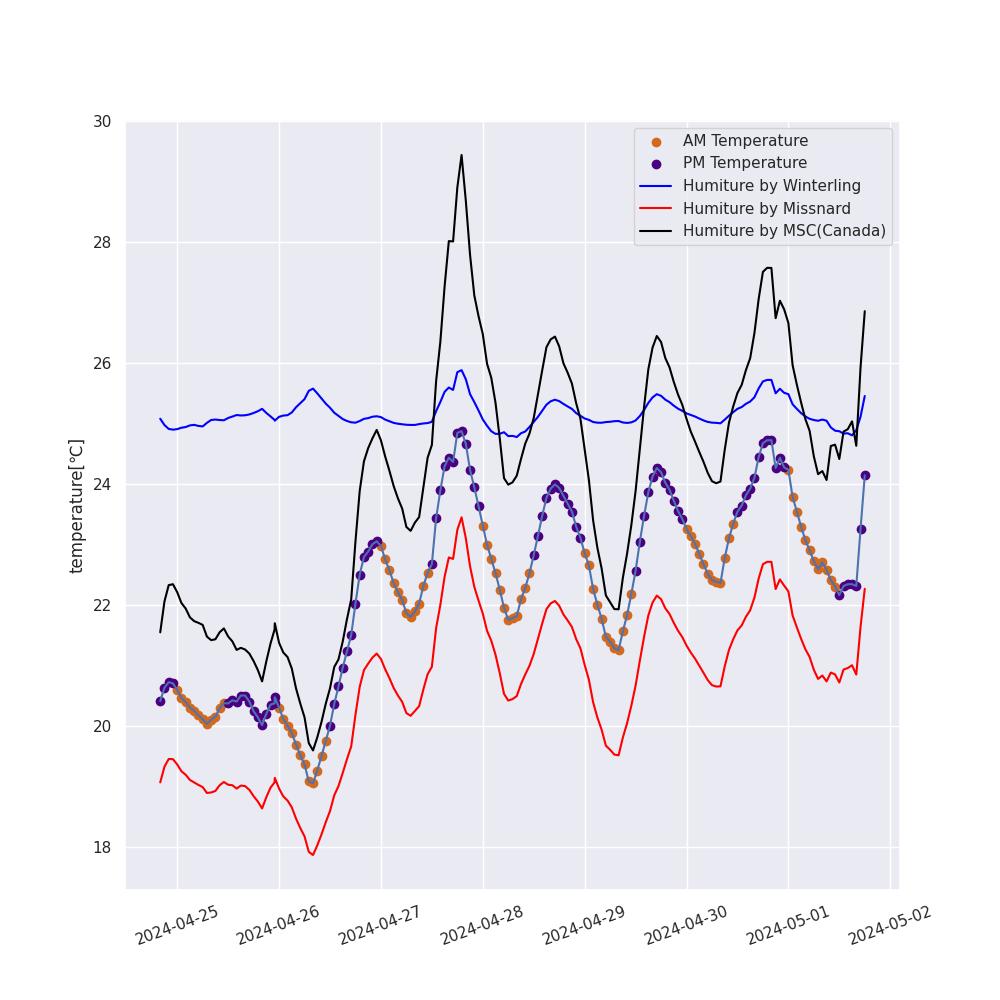 30
28
26
24
22
20
18
temperature[℃]
AM Temperature
PM Temperature
Humiture by Winterling
Humiture by Missnard
Humiture by MSC(Canada)
2024-04-25
2024-04-26
2024-04-27
2024-04-28
2024-04-29
2024-04-30
2024-05-01
2024-05-02